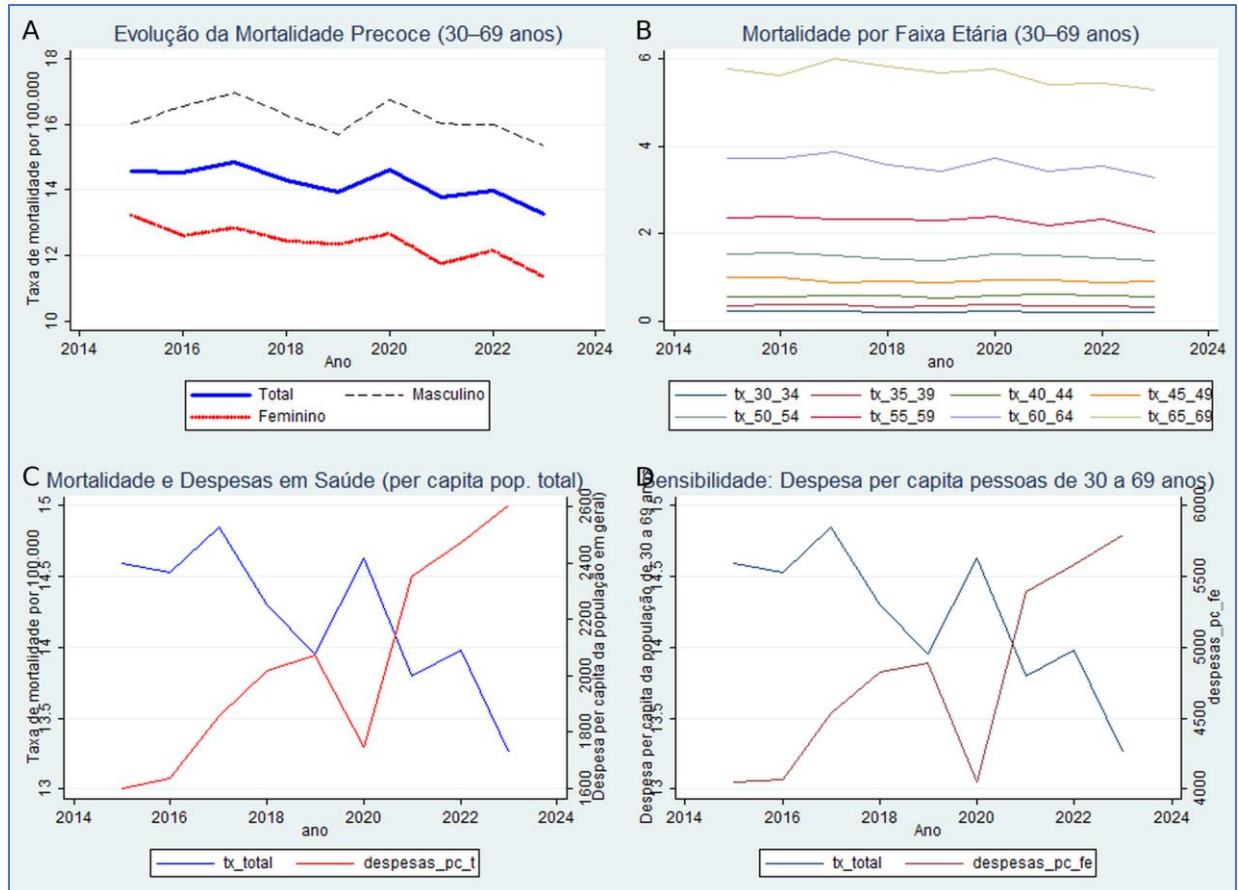 A
Evolução da Mortalidade Precoce (30–69 anos)
Taxa de mortalidade por 100.000
18
16
14
12
10
2014 2016 2018 2020 2022 2024
Ano
Total Masculino
Feminino
B
Mortalidade por Faixa Etária (30–69 anos)
6
4
2
0
2014 2016 2018 2020 2022 2024
ano
tx_30_34 tx_35_39 tx_40_44 tx_45_49
tx_50_54 tx_55_59 tx_60_64 tx_65_69
C
Mortalidade e Despesas em Saúde (per capita pop. total)
Taxa de mortalidade por 100.000
15
14.5
14
13.5
13
2600
2400
2200
2000
1800
1600
Despesa per capita da população em geral)
2014 2016 2018 2020 2022 2024
ano
tx_total despesas_pc_t
D
Sensibilidade: Despesa per capita pessoas de 30 a 69 anos)
Despesa per capita da população de 30 a 69 anos
15
14.5
14
13.5
13
6000
5500
5000
4500
4000
despesas_pc_fe
2014 2016 2018 2020 2022 2024
Ano
tx_total despesas_pc_fe